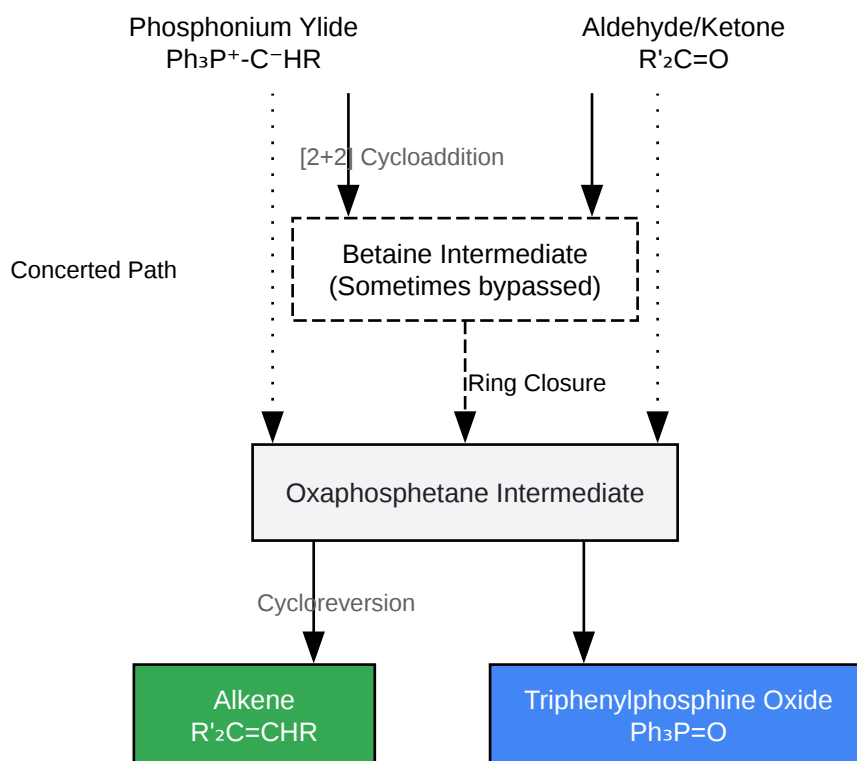 Phosphonium Ylide
Ph₃P⁺-C⁻HR
Aldehyde/Ketone
R'₂C=O
[2+2] Cycloaddition
Betaine Intermediate
(Sometimes bypassed)
Concerted Path
Ring Closure
Oxaphosphetane Intermediate
Cycloreversion
Alkene
R'₂C=CHR
Triphenylphosphine Oxide
Ph₃P=O